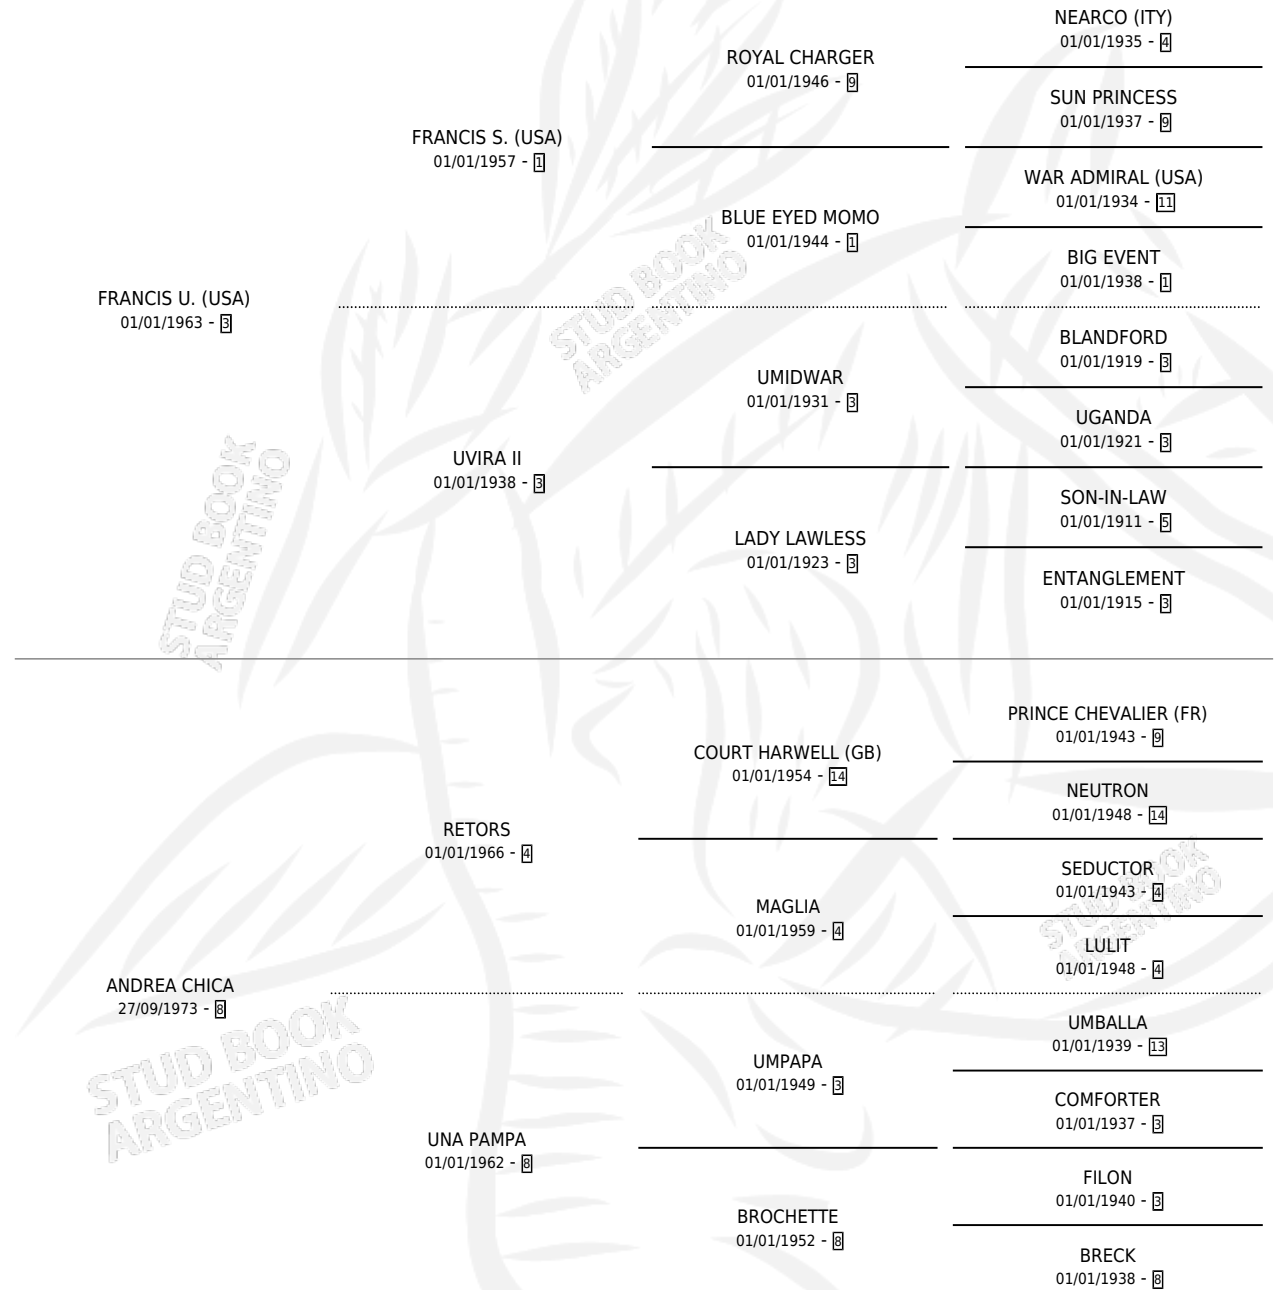 FRANCIS U. (USA)
01/01/1963 - 3
FRANCIS S. (USA)
01/01/1957 - 1
UVIRA II
01/01/1938 - 3
ROYAL CHARGER
01/01/1946 - 9
BLUE EYED MOMO
01/01/1944 - 1
UMIDWAR
01/01/1931 - 3
LADY LAWLESS
01/01/1923 - 3
NEARCO (ITY)
01/01/1935 - 4
SUN PRINCESS
01/01/1937 - 9
WAR ADMIRAL (USA)
01/01/1934 - 11
BIG EVENT
01/01/1938 - 1
BLANDFORD
01/01/1919 - 3
UGANDA
01/01/1921 - 3
SON-IN-LAW
01/01/1911 - 5
ENTANGLEMENT
01/01/1915 - 3
ANDREA CHICA
27/09/1973 - 8
RETORS
01/01/1966 - 4
UNA PAMPA
01/01/1962 - 8
COURT HARWELL (GB)
01/01/1954 - 14
MAGLIA
01/01/1959 - 4
UMPAPA
01/01/1949 - 3
BROCHETTE
01/01/1952 - 8
PRINCE CHEVALIER (FR)
01/01/1943 - 9
NEUTRON
01/01/1948 - 14
SEDUCTOR
01/01/1943 - 4
LULIT
01/01/1948 - 4
UMBALLA
01/01/1939 - 13
COMFORTER
01/01/1937 - 3
FILON
01/01/1940 - 3
BRECK
01/01/1938 - 8
STUD BOOK
ARGENTINO
STUD BOOK
ARGENTINO
STUD BOOK
ARGENTINO
STUD BOOK
ARGENTINO